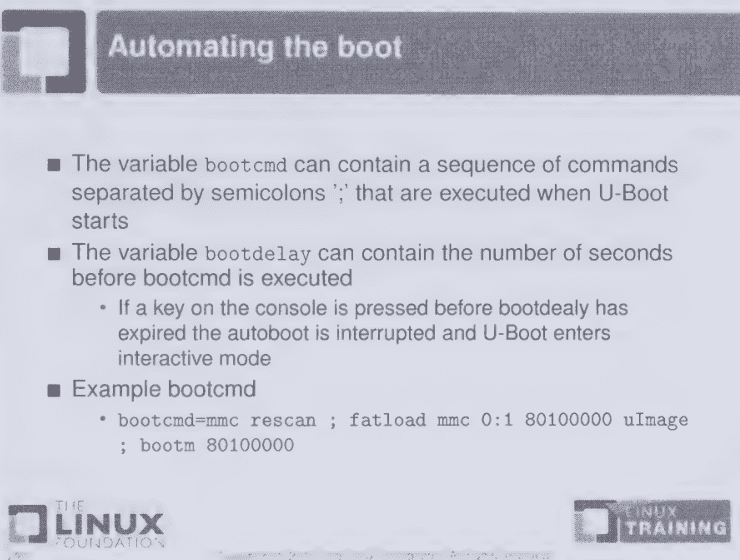 Automating the boot
The variable bootcmd can contain a sequence of commands
separated by semicolons ';' that are executed when U-Boot
starts
The variable bootdelay can contain the number of seconds
before bootcmd is executed
• If a key on the console is pressed before bootdealy has
expired the autoboot is interrupted and U-Boot enters
interactive mode
Example bootcmd
• bootcmd=mmc rescan ; fatload mmc 0:1 80100000 uImage
; bootm 80100000
THE
LINUX
FOUNDATION
LINUX
TRAINING